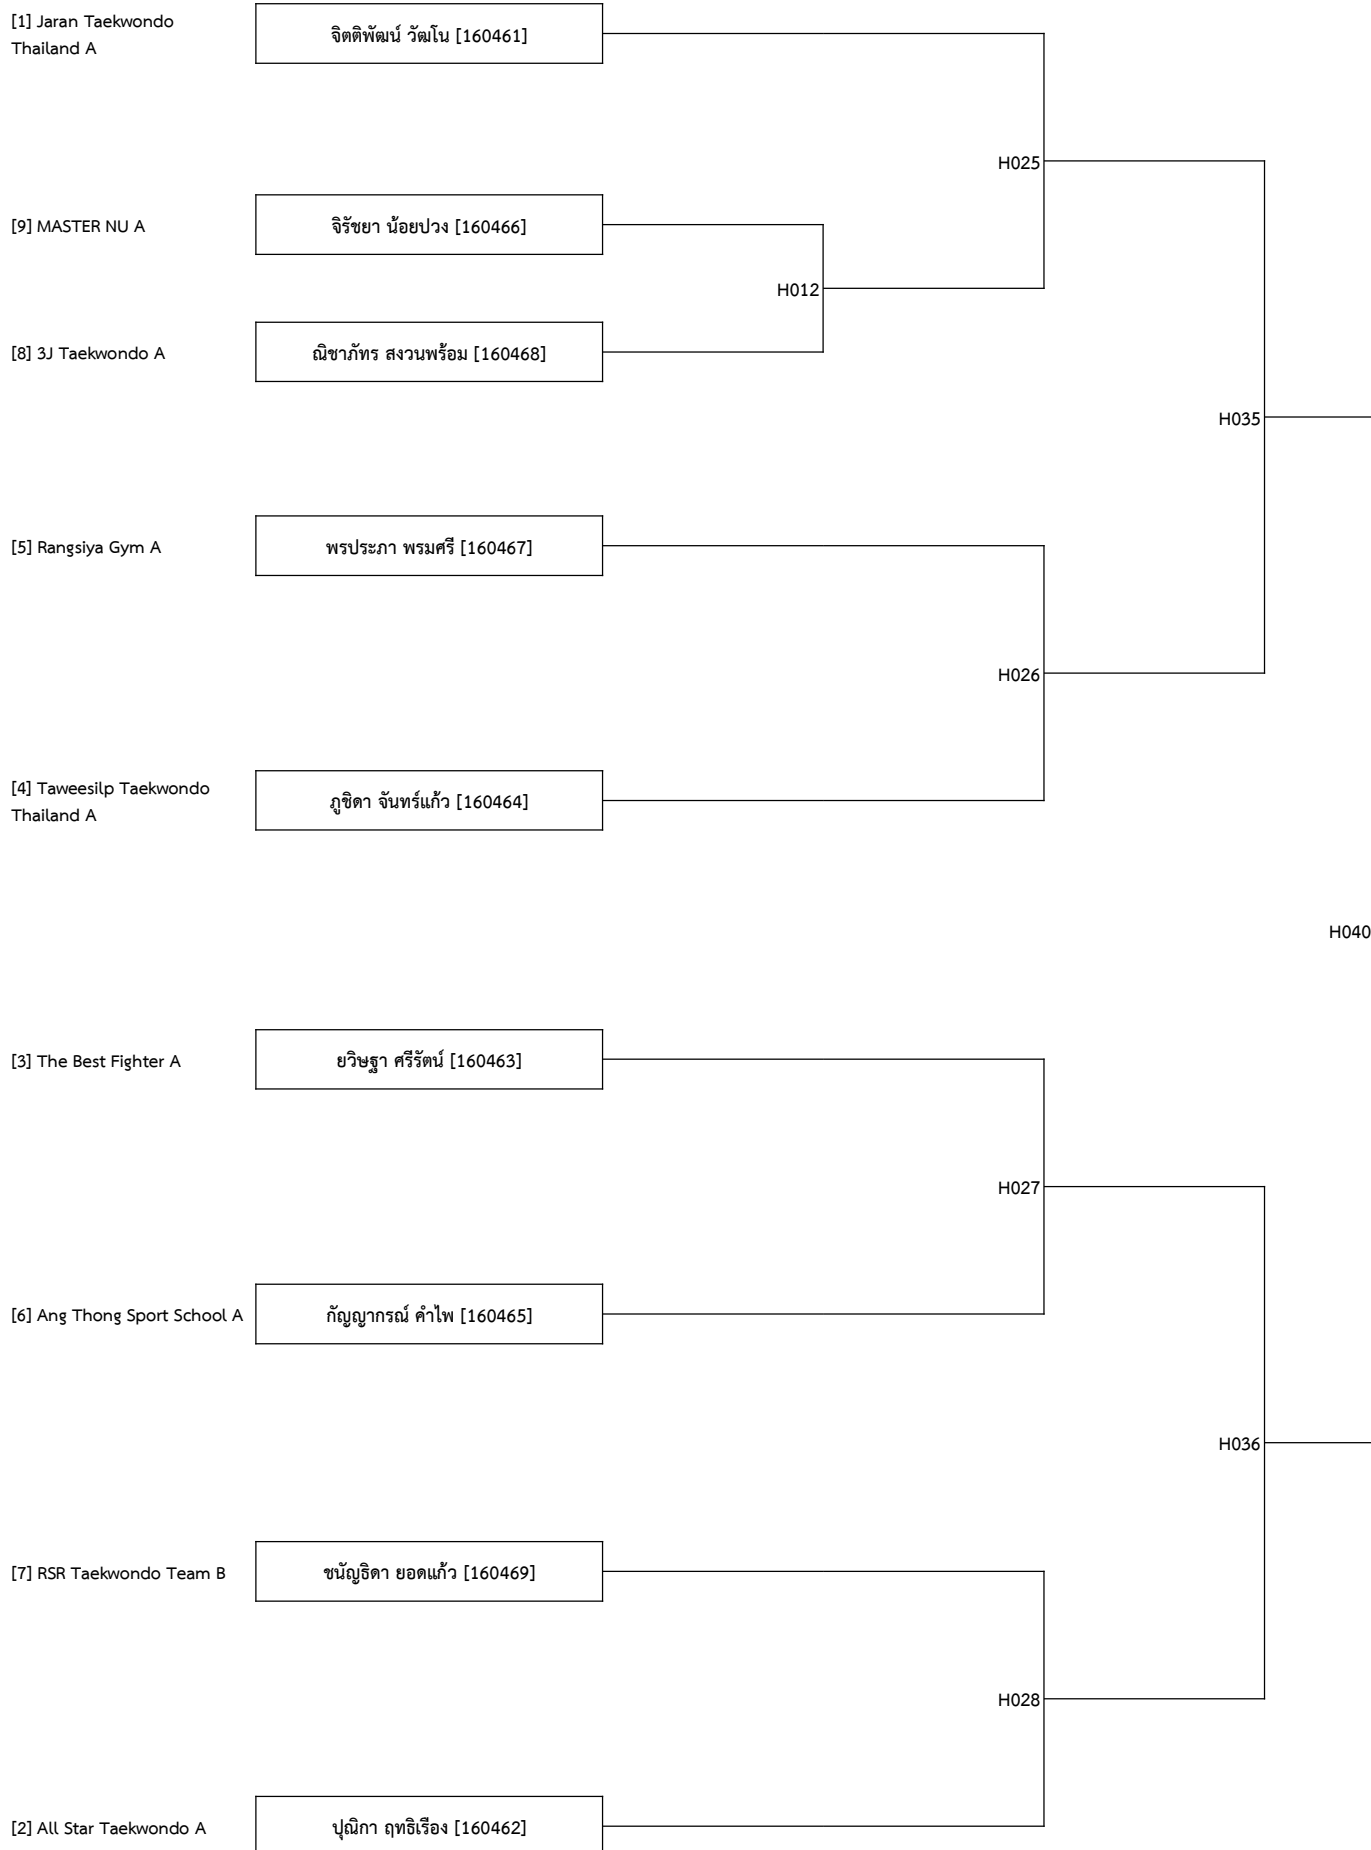 [1] Jaran Taekwondo
Thailand A
จิตติพัฒน์ วัฒโน [160461]
H025
[9] MASTER NU A
จิรัชยา น้อยปวง [160466]
H012
[8] 3J Taekwondo A
ณิชาภัทร สงวนพร้อม [160468]
H035
[5] Rangsiya Gym A
พรประภา พรมศรี [160467]
H026
[4] Taweesilp Taekwondo
Thailand A
ภูชิดา จันทร์แก้ว [160464]
H040
[3] The Best Fighter A
ยวิษฐา ศรีรัตน์ [160463]
H027
[6] Ang Thong Sport School A
กัญญากรณ์ คำไพ [160465]
H036
[7] RSR Taekwondo Team B
ชนัญธิดา ยอดแก้ว [160469]
H028
[2] All Star Taekwondo A
ปุณิกา ฤทธิเรือง [160462]